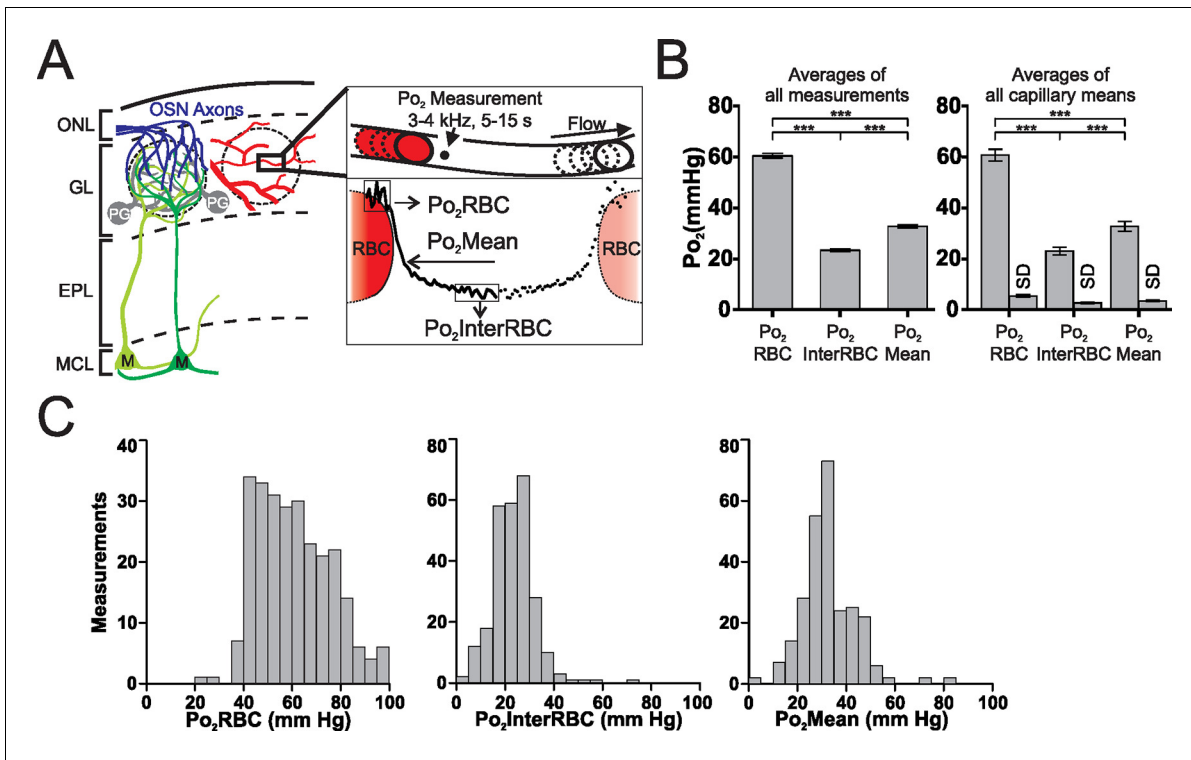 A
ONL
GL
EPL
MCL
OSN Axons
PG
PG
M
M
Po2 Measurement
3-4 kHz, 5-15 s
Flow
Po2RBC
Po2Mean
RBC
RBC
Po2InterRBC
B
Averages of
all measurements
***
*** ***
Po2(mmHg)
80
60
40
20
0
Po2 Po2 Po2
RBC InterRBC Mean
Averages of
all capillary means
***
*** ***
80
60
40
20
0
SD SD SD
Po2 Po2 Po2
RBC InterRBC Mean
C
Measurements
40
30
20
10
0
0 20 40 60 80 100
Po2RBC (mm Hg)
80
60
40
20
0
0 20 40 60 80 100
Po2InterRBC (mm Hg)
80
60
40
20
0
0 20 40 60 80 100
Po2Mean (mm Hg)